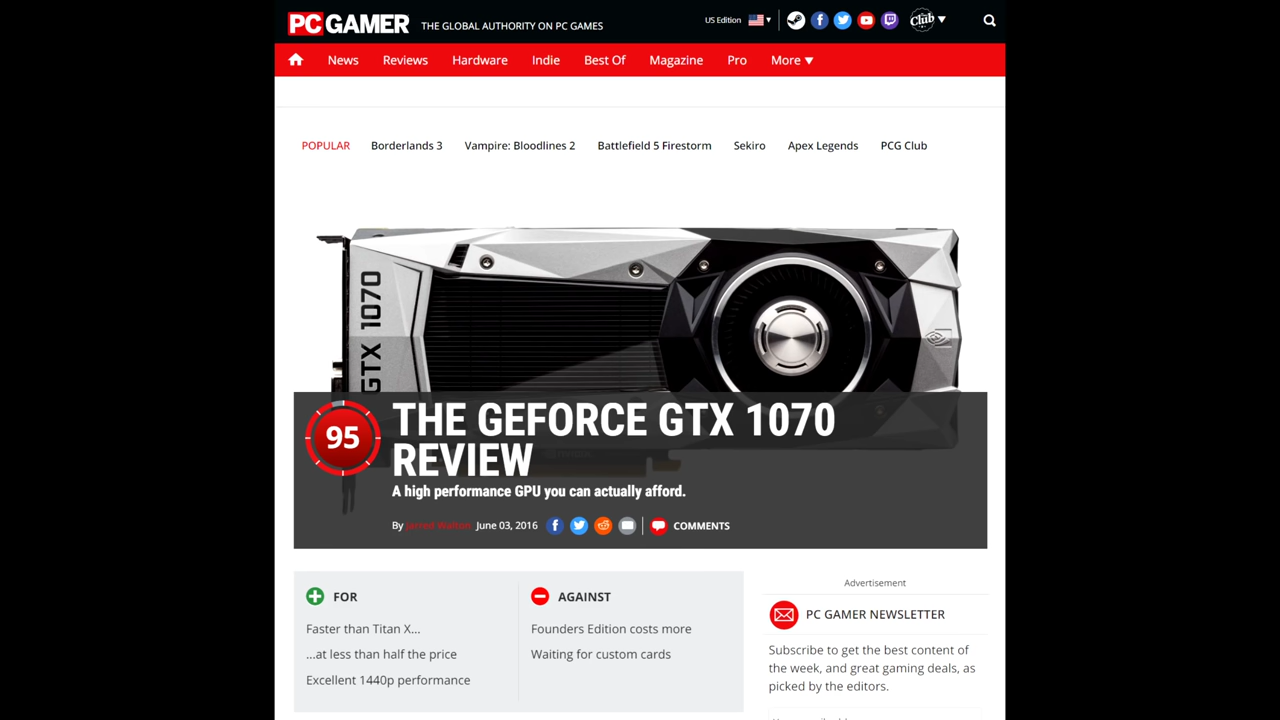 PC GAMER THE GLOBAL AUTHORITY ON PC GAMES US Edition Club
News Reviews Hardware Indie Best Of Magazine Pro More
POPULAR Borderlands 3 Vampire: Bloodlines 2 Battlefield 5 Firestorm Sekiro Apex Legends PCG Club
GTX 1070
95
THE GEFORCE GTX 1070
REVIEW
A high performance GPU you can actually afford.
By Jarred Walton June 03, 2016 COMMENTS
FOR
Faster than Titan X...
...at less than half the price
Excellent 1440p performance
AGAINST
Founders Edition costs more
Waiting for custom cards
Advertisement
PC GAMER NEWSLETTER
Subscribe to get the best content of
the week, and great gaming deals, as
picked by the editors.